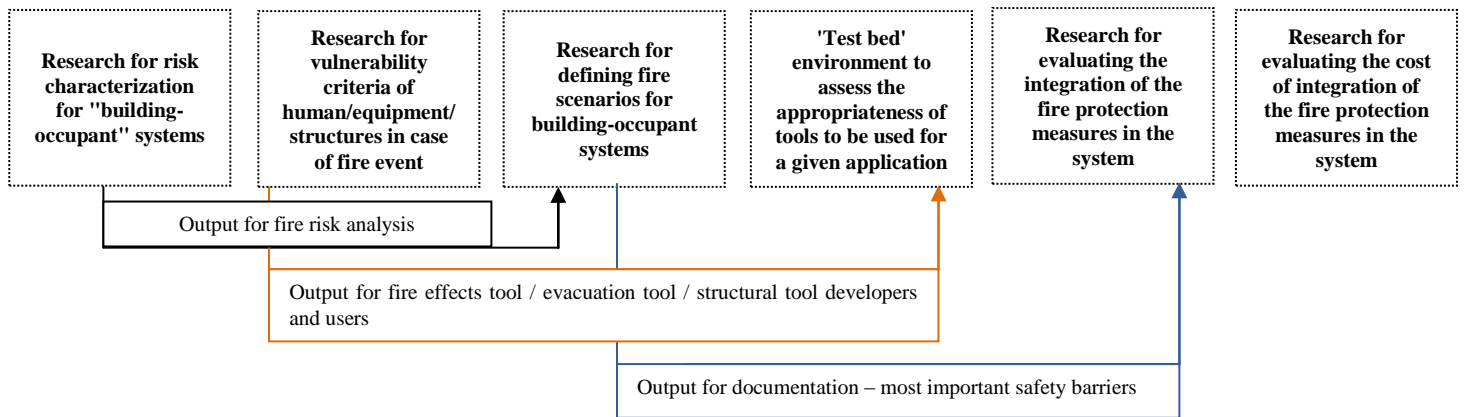 Research for risk
characterization
for "building-
occupant" systems
Research for
vulnerability
criteria of
human/equipment/
structures in case
of fire event
Research for
defining fire
scenarios for
building-occupant
systems
'Test bed'
environment to
assess the
appropriateness of
tools to be used for
a given application
Research for
evaluating the
integration of the
fire protection
measures in the
system
Research for
evaluating the cost
of integration of
the fire protection
measures in the
system
Output for fire risk analysis
Output for fire effects tool / evacuation tool / structural tool developers
and users
Output for documentation – most important safety barriers